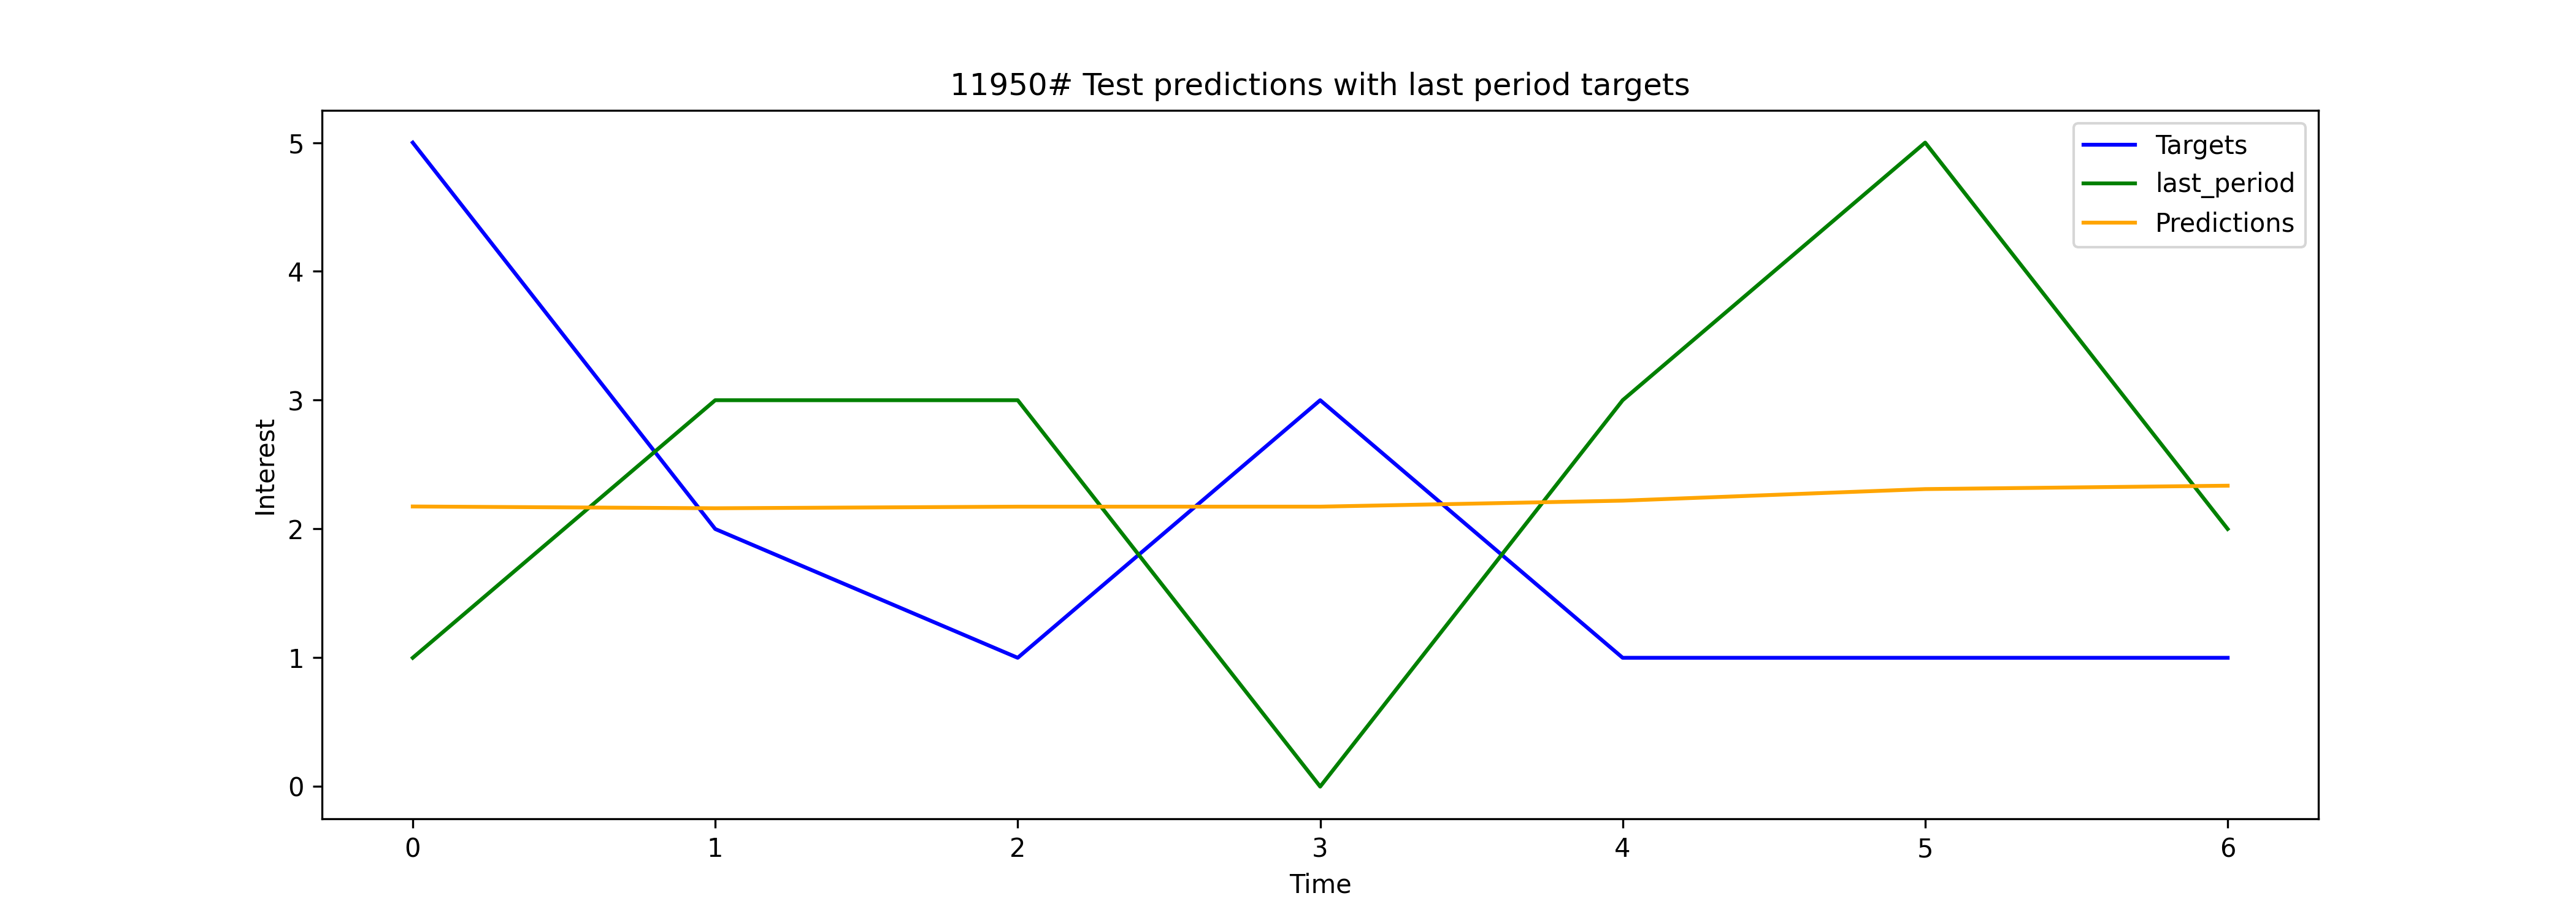 11950# Test predictions with last period targets
Targets
last_period
Predictions
Interest
5
4
3
2
1
0
0 1 2 3 4 5 6
Time